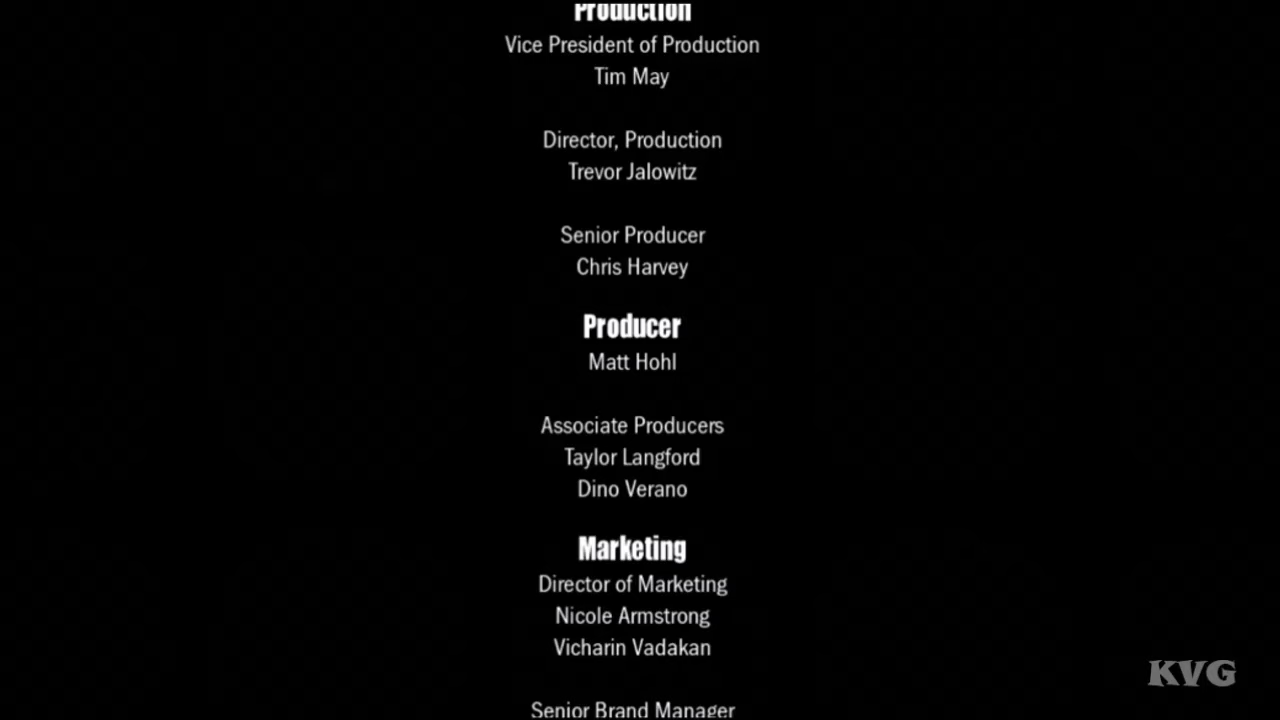 Production
Vice President of Production
Tim May
Director, Production
Trevor Jalowitz
Senior Producer
Chris Harvey
Producer
Matt Hohl
Associate Producers
Taylor Langford
Dino Verano
Marketing
Director of Marketing
Nicole Armstrong
Vicharin Vadakan
Senior Brand Manager
KVG